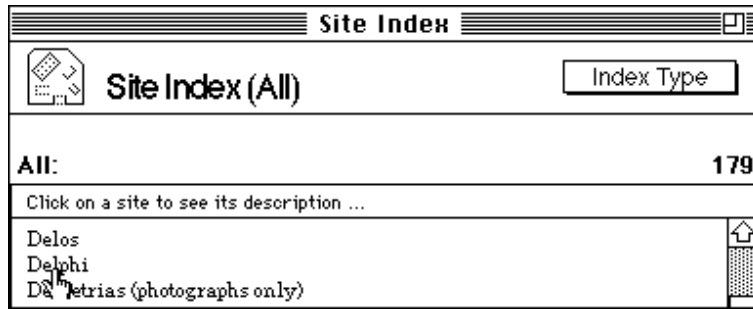 Site Index
Site Index (All)
Index Type
All: 179
Click on a site to see its description ...
Delos
Delphi
(photographs only)